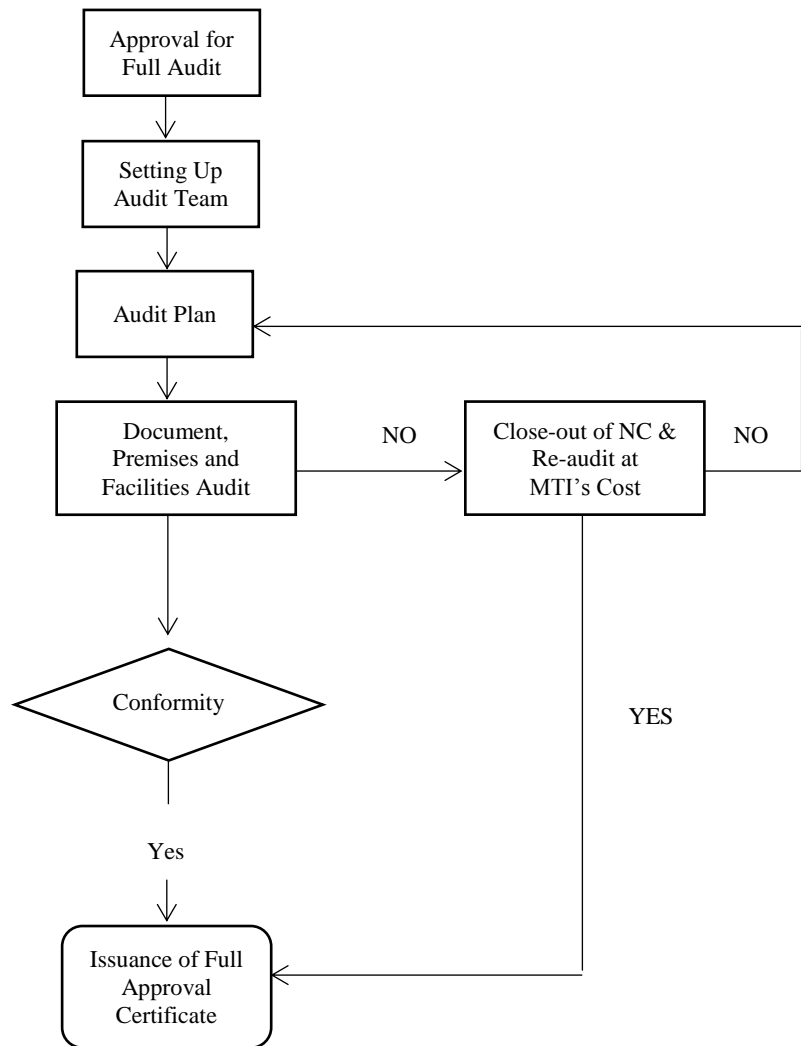 Approval for
Full Audit
Setting Up
Audit Team
Audit Plan
Document,
Premises and
Facilities Audit
NO
Close-out of NC &
Re-audit at
MTI’s Cost
NO
Conformity
YES
Yes
Issuance of Full
Approval
Certificate